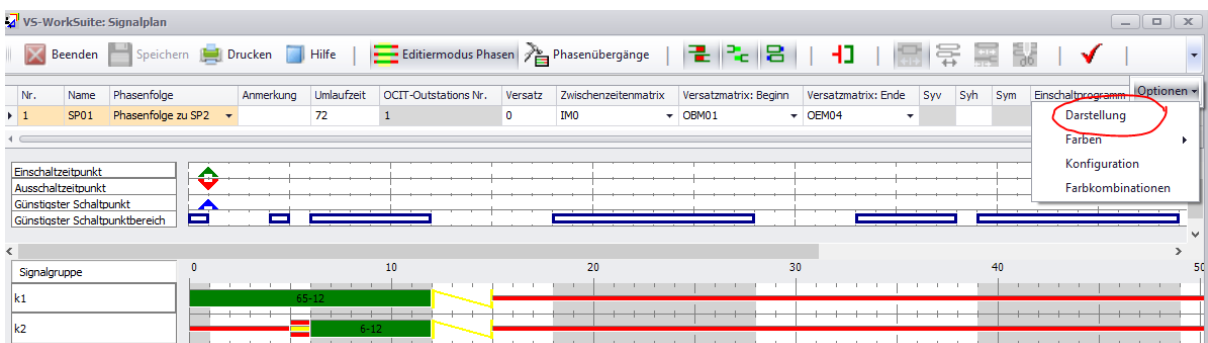 VS-WorkSuite: Signalplan
Beenden Speichern Drucken Hilfe Editiermodus Phasen Phasenübergänge
Optionen
Nr. Name Phasenfolge Anmerkung Umlaufzeit OCIT-Outstations Nr. Versatz Zwischenzeitenmatrix Versatzmatrix: Beginn Versatzmatrix: Ende Syv Syh Sym Einschaltprogramm
1 SP01 Phasenfolge zu SP2 72 1 0 IM0 OBM01 OEM04
Darstellung
Farben
Konfiguration
Farbkombinationen
Einschaltzeitpunkt
Ausschaltzeitpunkt
Günstigster Schaltpunkt
Günstigster Schaltpunktbereich
Signalgruppe 0 10 20 30 40 50
k1 65-12
k2 6-12